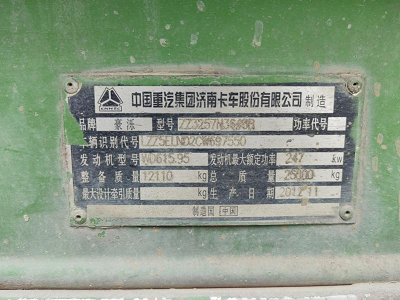 中国重汽集团济南卡车股份有限公司 制造
品牌 豪泺 型号 功率代号
车辆识别代号
发动机型号 WD615.95 发动机最大额定功率 247 kw
整备质量 12110 kg 总质量 25000 kg
最大设计牵引质量 kg 生产日期 2012 11
制造国 中国